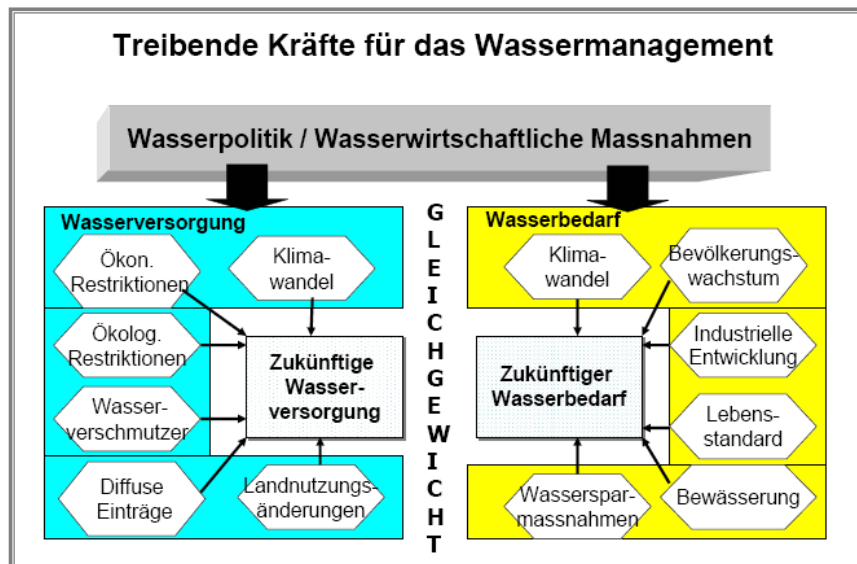 Treibende Kräfte für das Wassermanagement
Wasserpolitik / Wasserwirtschaftliche Massnahmen
Wasserversorgung
Ökon.
Restriktionen
Klima-
wandel
Ökolog.
Restriktionen
Zukünftige
Wasser-
versorgung
Wasser-
verschmutzer
Diffuse
Einträge
Landnutzungs-
änderungen
GLEICHGEWICHT
Wasserbedarf
Klima-
wandel
Bevölkerungs-
wachstum
Industrielle
Entwicklung
Zukünftiger
Wasserbedarf
Lebens-
standard
Wasserspar-
massnahmen
Bewässerung